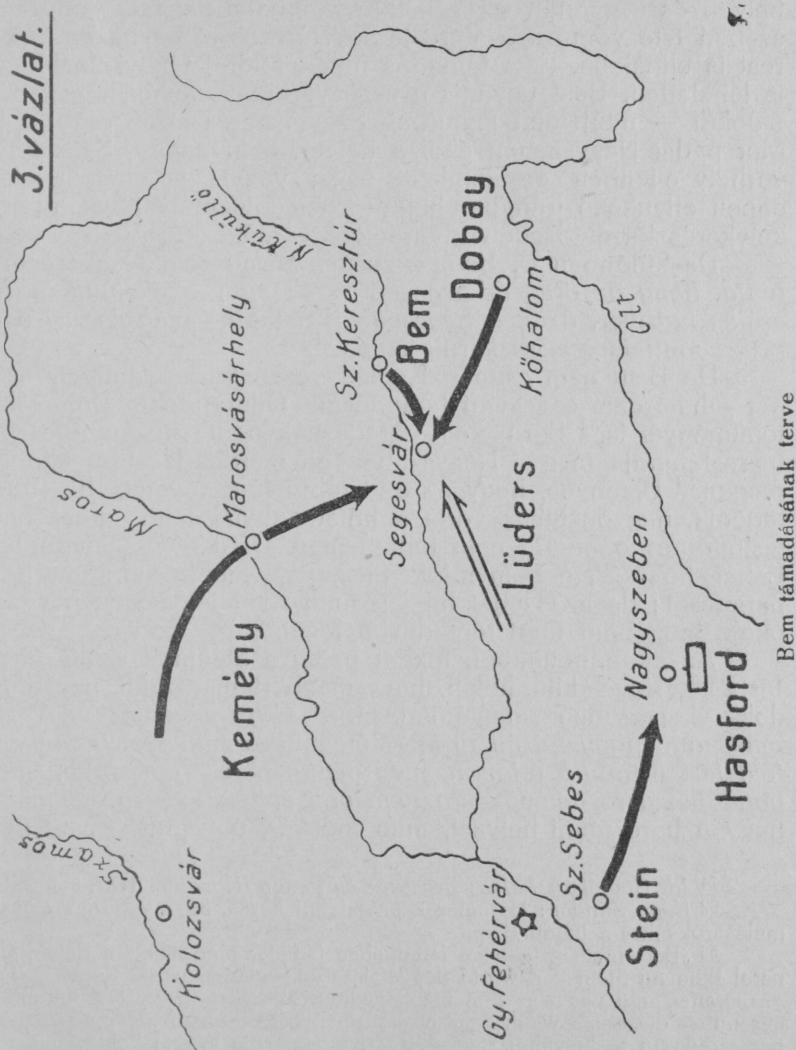 3. vázlat.
Szamos
Kolozsvár
Maros
Marosvásárhely
Kemény
N. Küküllő
Sz. Keresztúr
Bem
Segesvár
Dobay
Kőhalom
Olt
Lüders
Gy. Fehérvár
Sz. Sebes
Stein
Nagyszeben
Hasford
Bem támadásának terve